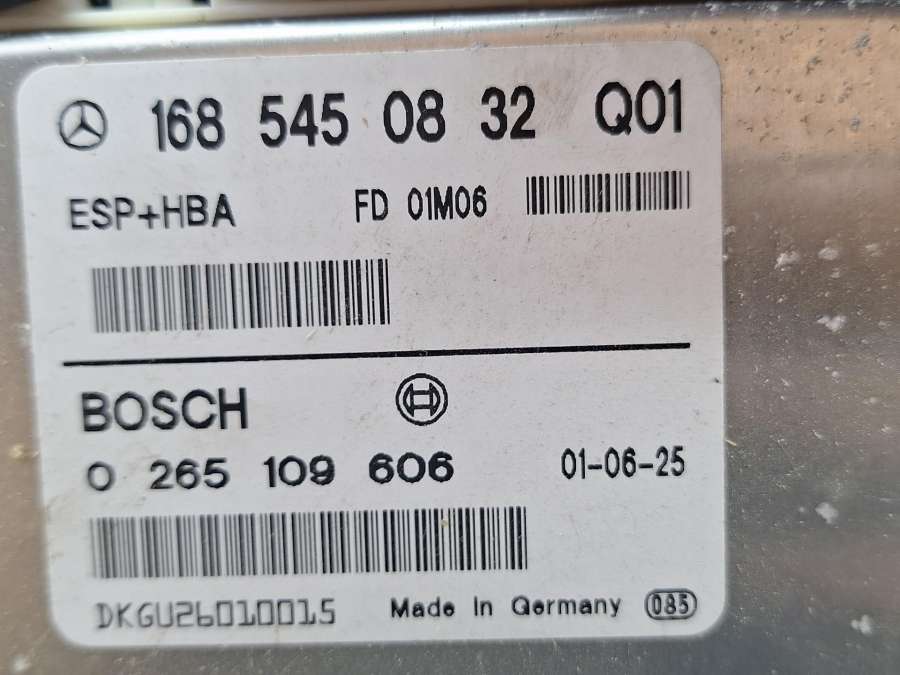 168 545 08 32 Q01
ESP+HBA FD 01M06
BOSCH
0 265 109 606 01-06-25
DKGU26010015 Made In Germany 085